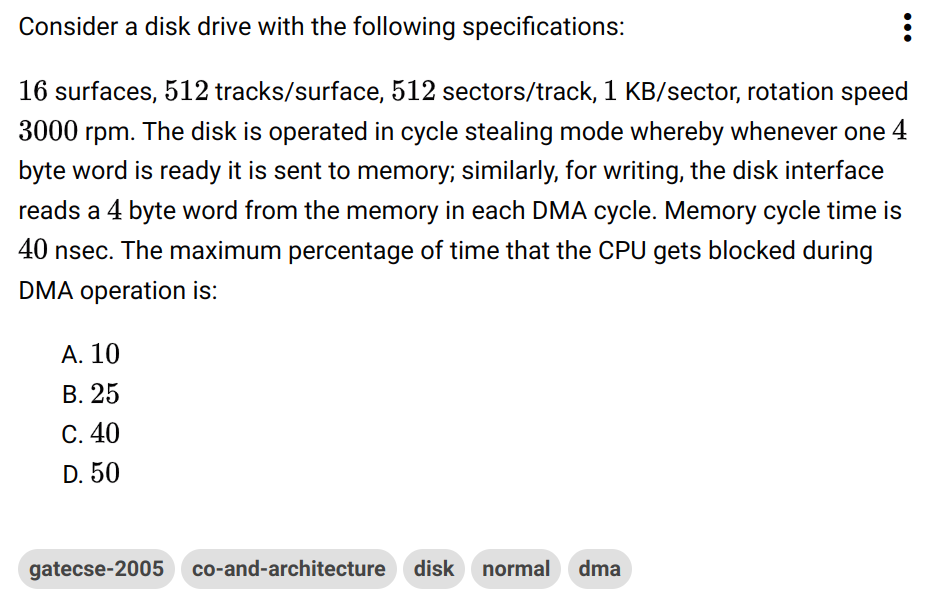 Consider a disk drive with the following specifications:
16 surfaces, 512 tracks/surface, 512 sectors/track, 1 KB/sector, rotation speed
3000 rpm. The disk is operated in cycle stealing mode whereby whenever one 4
byte word is ready it is sent to memory; similarly, for writing, the disk interface
reads a 4 byte word from the memory in each DMA cycle. Memory cycle time is
40 nsec. The maximum percentage of time that the CPU gets blocked during
DMA operation is:
A. 10
B. 25
C. 40
D. 50
gatecse-2005 co-and-architecture disk normal dma